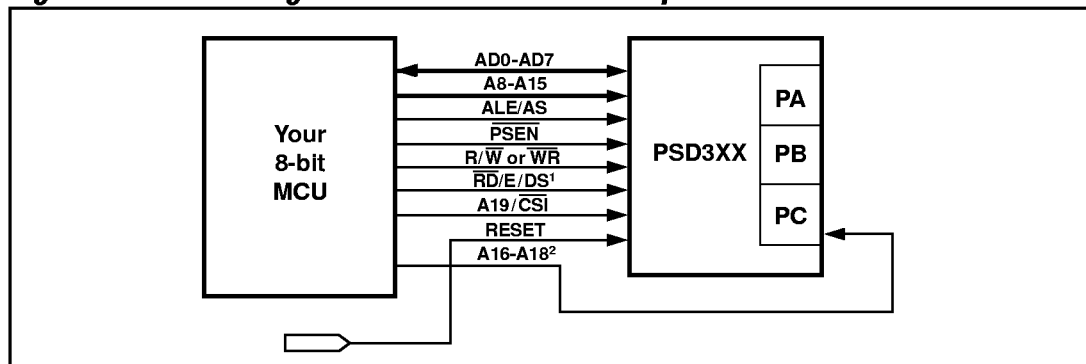 AD0-AD7
A8-A15
ALE/AS
PSEN
R/W or WR
RD/E/DS¹
A19/CSI
RESET
A16-A18²
Your
8-bit
MCU
PSD3XX
PA
PB
PC